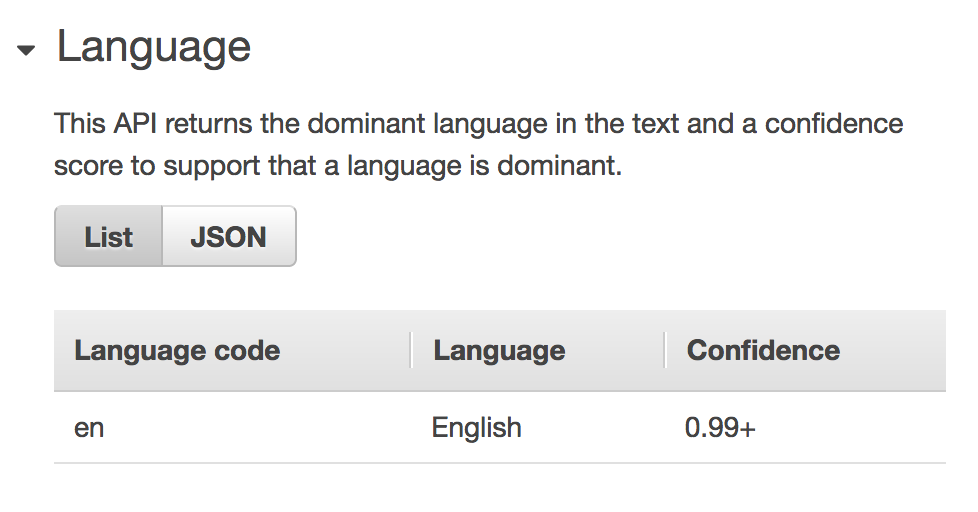 Language
This API returns the dominant language in the text and a confidence
score to support that a language is dominant.
List JSON
Language code Language Confidence
en English 0.99+